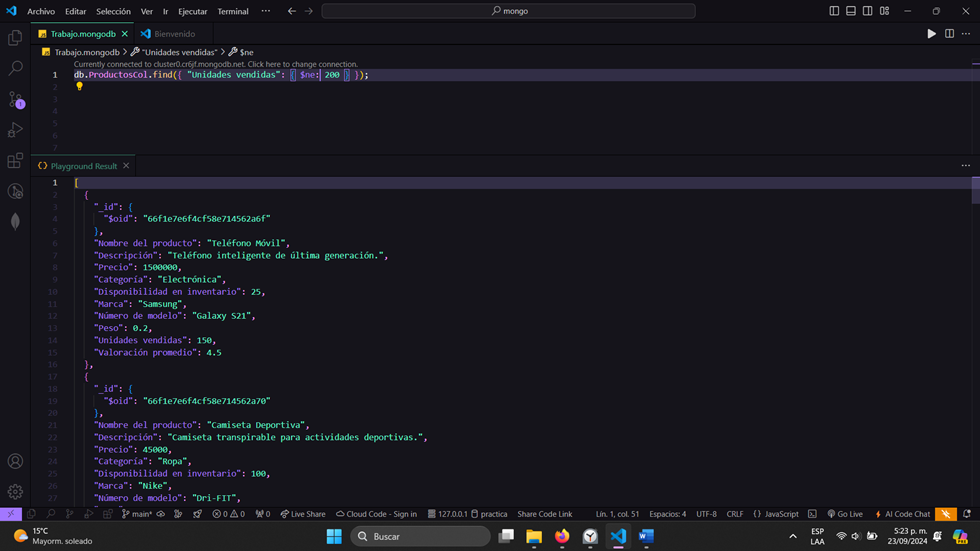 Archivo Editar Selección Ver Ir Ejecutar Terminal ··· mongo
Trabajo.mongodb Bienvenido
Trabajo.mongodb > "Unidades vendidas" > $ne
Currently connected to cluster0.cr6jf.mongodb.net. Click here to change connection.
1 db.ProductosCol.find({ "Unidades vendidas": { $ne: 200 } });
2
3
4
5
6
7
Playground Result
1 [
2 {
3 "_id": {
4 "$oid": "66f1e7e6f4cf58e714562a6f"
5 },
6 "Nombre del producto": "Teléfono Móvil",
7 "Descripción": "Teléfono inteligente de última generación.",
8 "Precio": 1500000,
9 "Categoría": "Electrónica",
10 "Disponibilidad en inventario": 25,
11 "Marca": "Samsung",
12 "Número de modelo": "Galaxy S21",
13 "Peso": 0.2,
14 "Unidades vendidas": 150,
15 "Valoración promedio": 4.5
16 },
17 {
18 "_id": {
19 "$oid": "66f1e7e6f4cf58e714562a70"
20 },
21 "Nombre del producto": "Camiseta Deportiva",
22 "Descripción": "Camiseta transpirable para actividades deportivas.",
23 "Precio": 45000,
24 "Categoría": "Ropa",
25 "Disponibilidad en inventario": 100,
26 "Marca": "Nike",
27 "Número de modelo": "Dri-FIT",
main* 0 0 0 Live Share Cloud Code - Sign in 127.0.0.1 practica Share Code Link Lín. 1, col. 51 Espacios: 4 UTF-8 CRLF {} JavaScript Go Live AI Code Chat
15°C
Mayorm. soleado
Buscar
ESP
LAA
5:23 p. m.
23/09/2024